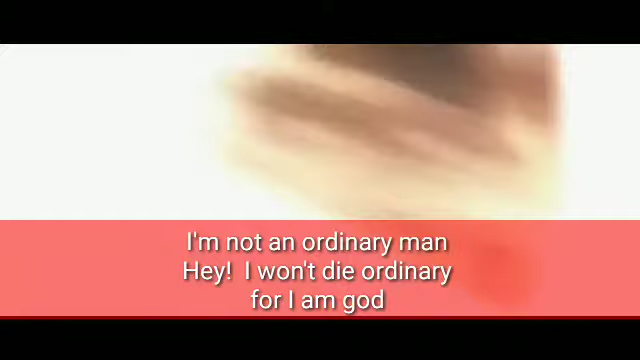 I'm not an ordinary man
Hey!  I won't die ordinary
for I am god